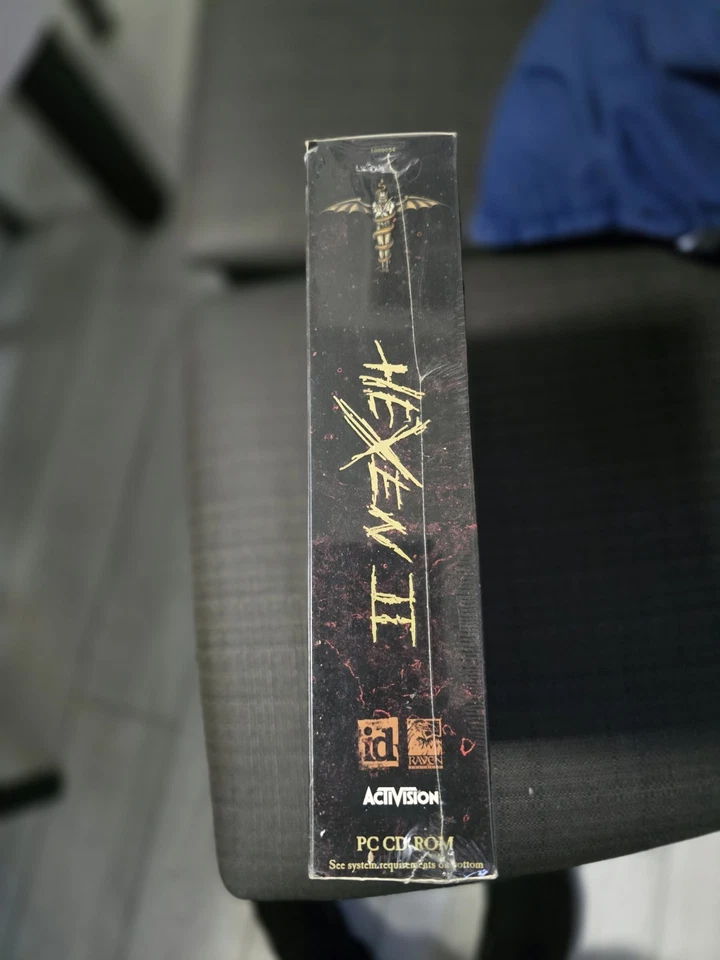 HEXEN II
id
RAVEN
ACTIVISION
PC CD-ROM
See system requirements on bottom